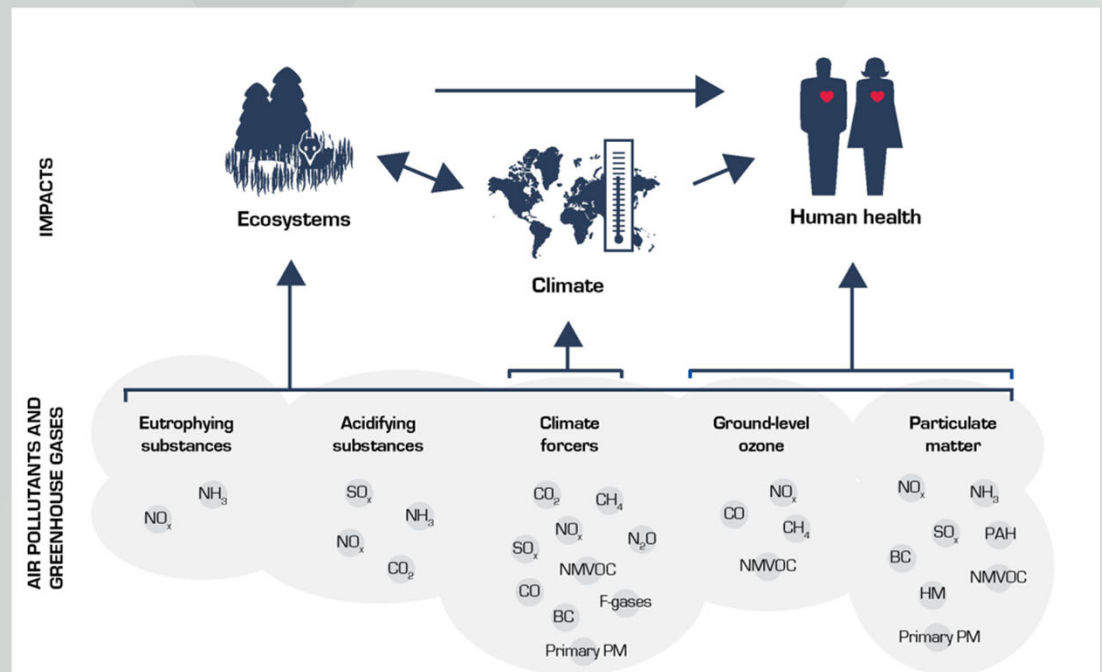 IMPACTS
Ecosystems
Climate
Human health
AIR POLLUTANTS AND
GREENHOUSE GASES
Eutrophying
substances
NH₃
NOₓ
Acidifying
substances
SOₓ
NH₃
NOₓ
CO₂
Climate
forcers
CO₂
CH₄
NOₓ
N₂O
SOₓ
NMVOC
CO
F-gases
BC
Primary PM
Ground-level
ozone
NOₓ
CO
CH₄
NMVOC
Particulate
matter
NOₓ
NH₃
SOₓ
PAH
BC
NMVOC
HM
Primary PM